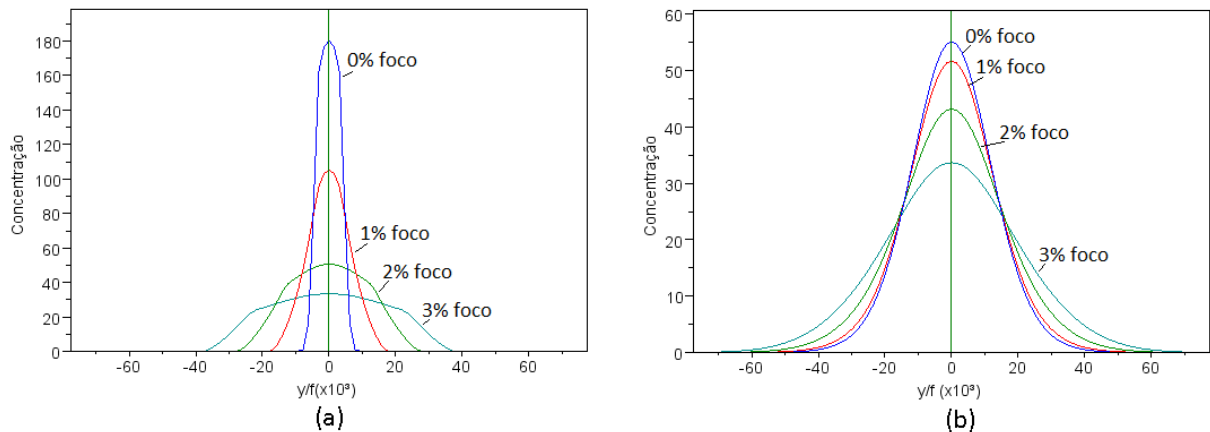 180
160
140
120
100
80
60
40
20
0
Concentração
0% foco
1% foco
2% foco
3% foco
-60
-40
-20
0
20
40
60
y/f(x10³)
(a)
60
50
40
30
20
10
0
Concentração
0% foco
1% foco
2% foco
3% foco
-60
-40
-20
0
20
40
60
y/f (x10³)
(b)